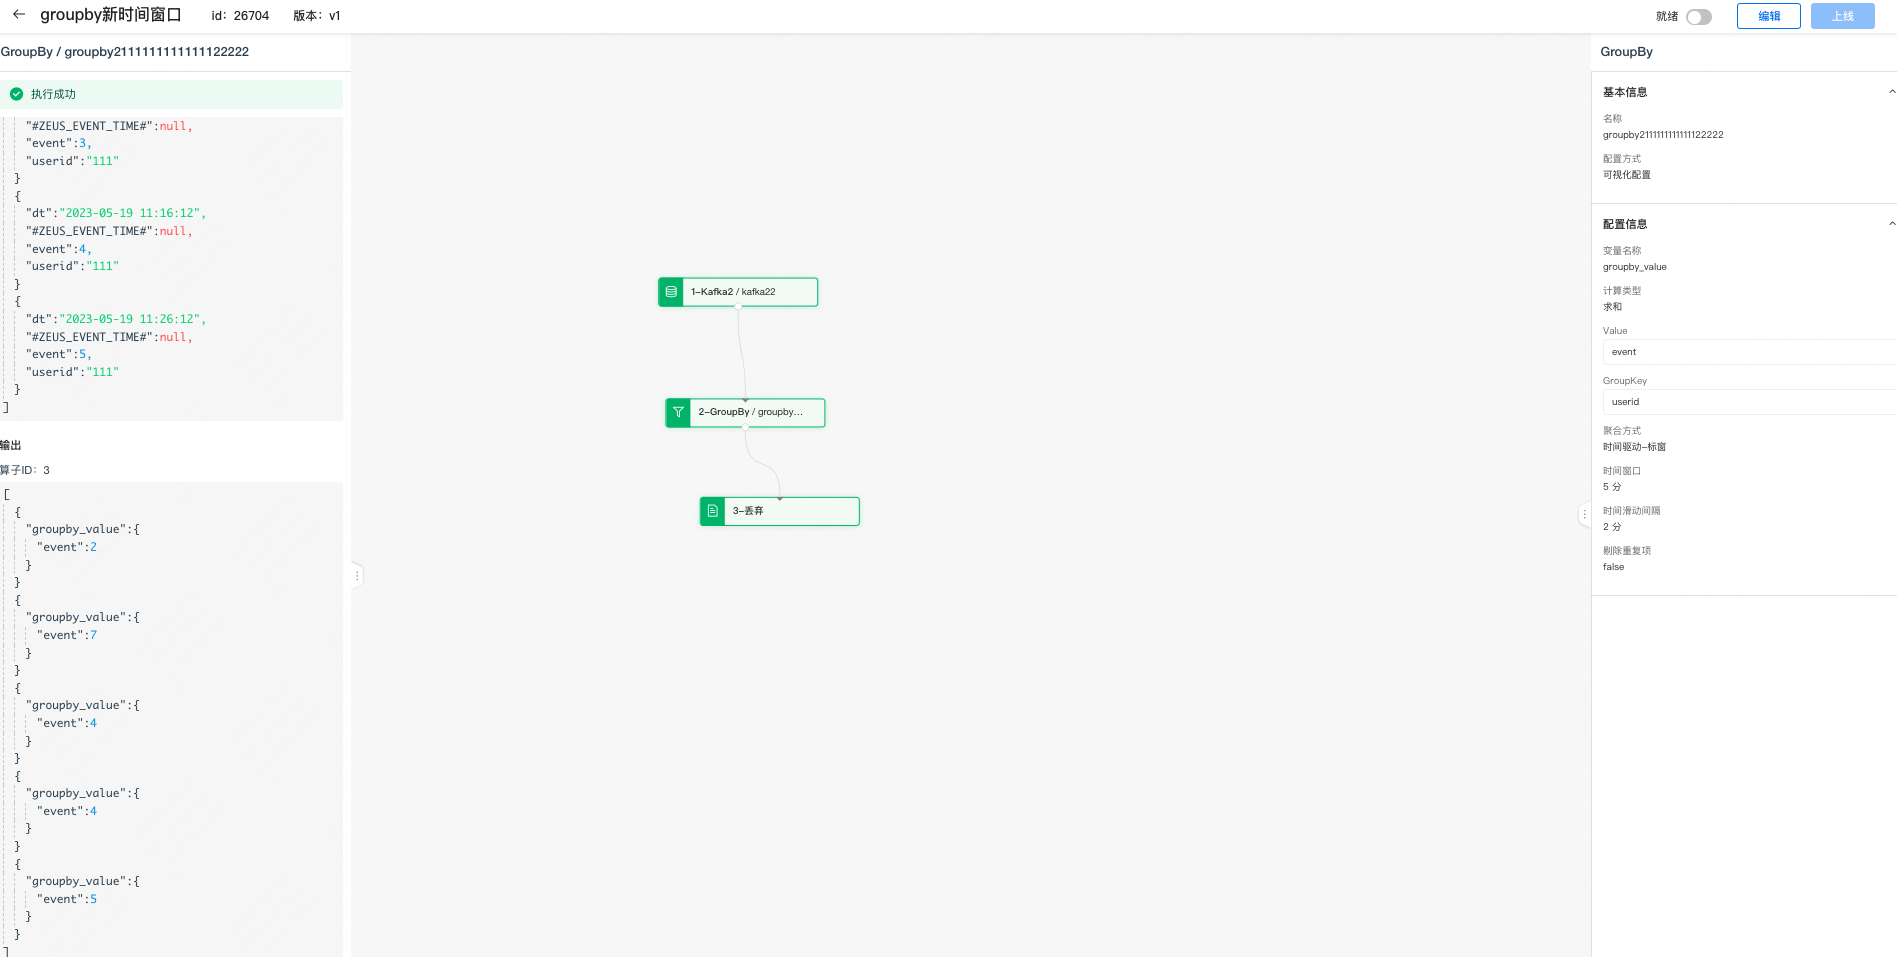 groupby新时间窗口 id：26704 版本：v1 就绪 编辑 上线
GroupBy / groupby2111111111111122222
执行成功
"#ZEUS_EVENT_TIME#":null,
"event":3,
"userid":"111"
}
{
"dt":"2023-05-19 11:16:12",
"#ZEUS_EVENT_TIME#":null,
"event":4,
"userid":"111"
}
{
"dt":"2023-05-19 11:26:12",
"#ZEUS_EVENT_TIME#":null,
"event":5,
"userid":"111"
}
]
输出
算子ID：3
[
{
"groupby_value":{
"event":2
}
}
{
"groupby_value":{
"event":7
}
}
{
"groupby_value":{
"event":4
}
}
{
"groupby_value":{
"event":4
}
}
{
"groupby_value":{
"event":5
}
}
]
1-Kafka2 / kafka22
2-GroupBy / groupby...
3-丢弃
GroupBy
基本信息
名称
groupby2111111111111122222
配置方式
可视化配置
配置信息
变量名称
groupby_value
计算类型
求和
Value
event
GroupKey
userid
聚合方式
时间驱动-标窗
时间窗口
5 分
时间滑动间隔
2 分
剔除重复项
false